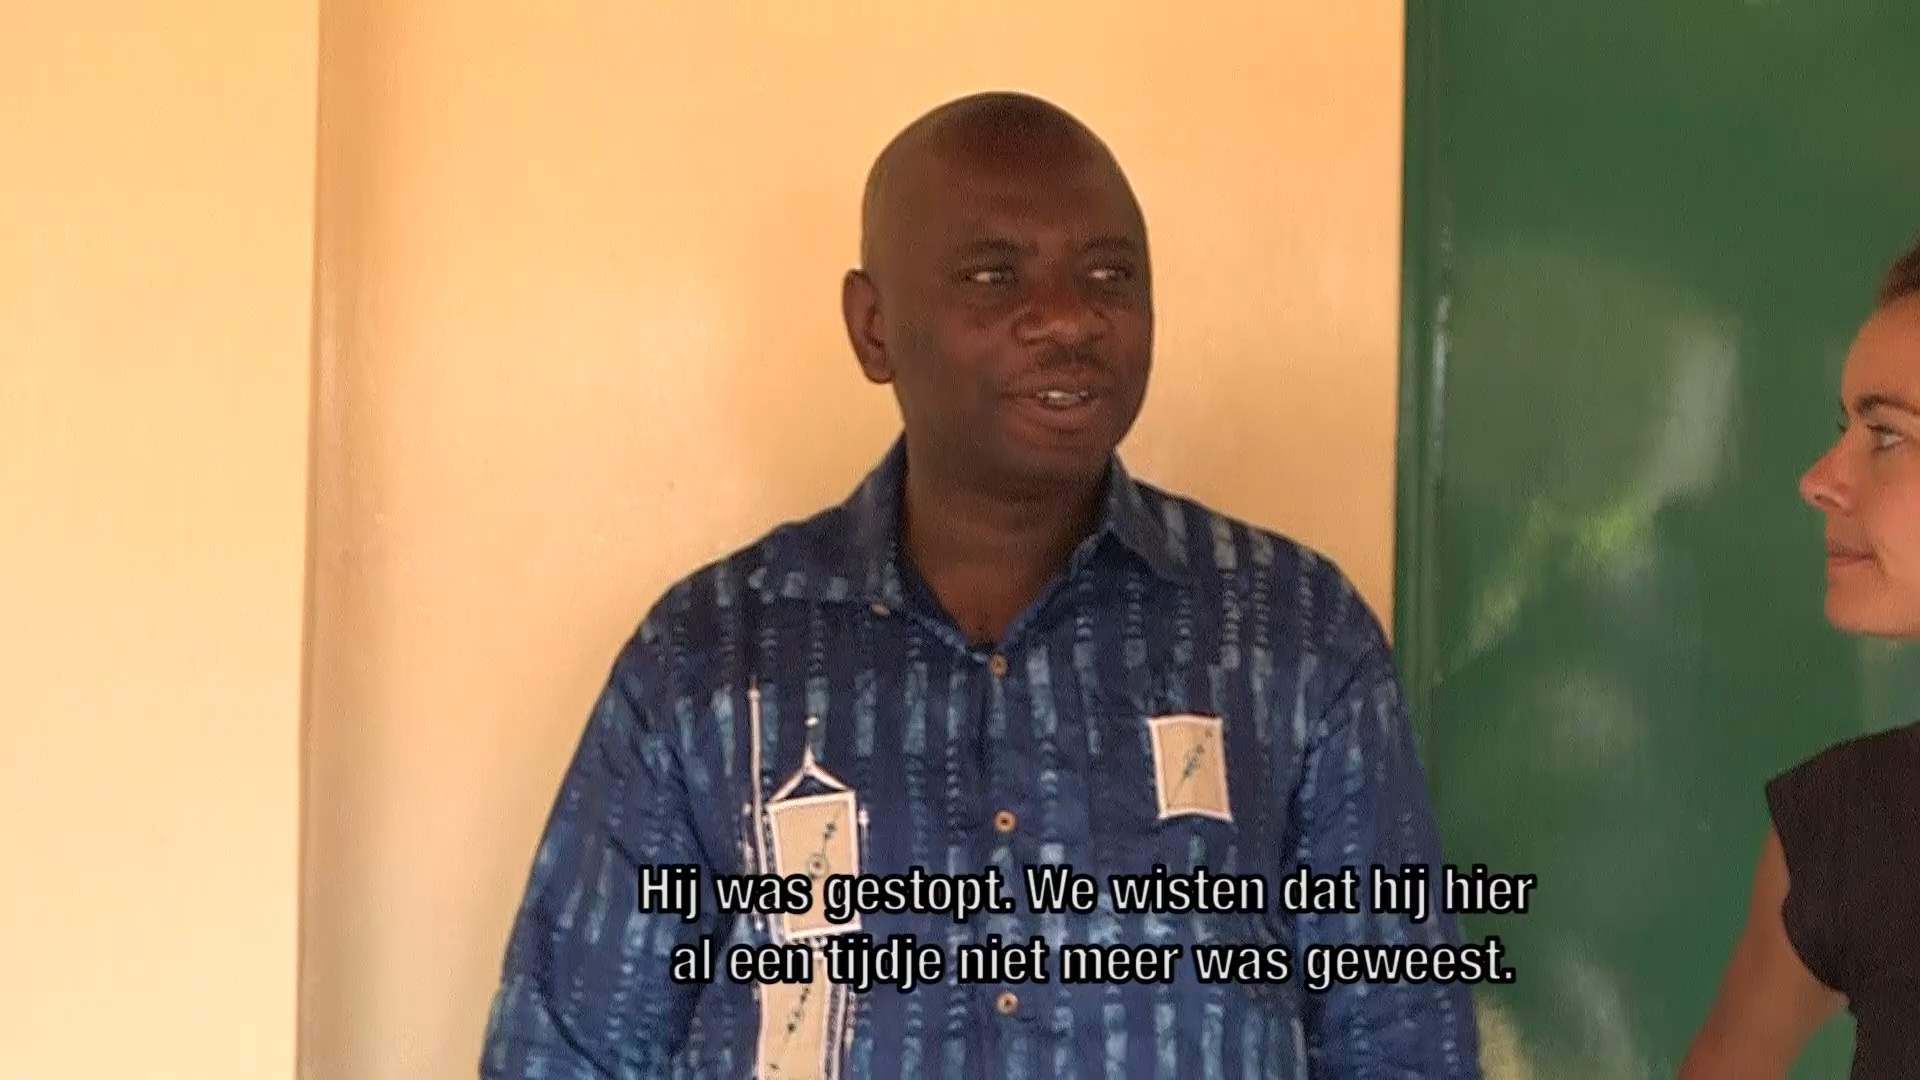 Hij was gestopt. We wisten dat hij hier
al een tijdje niet meer was geweest.